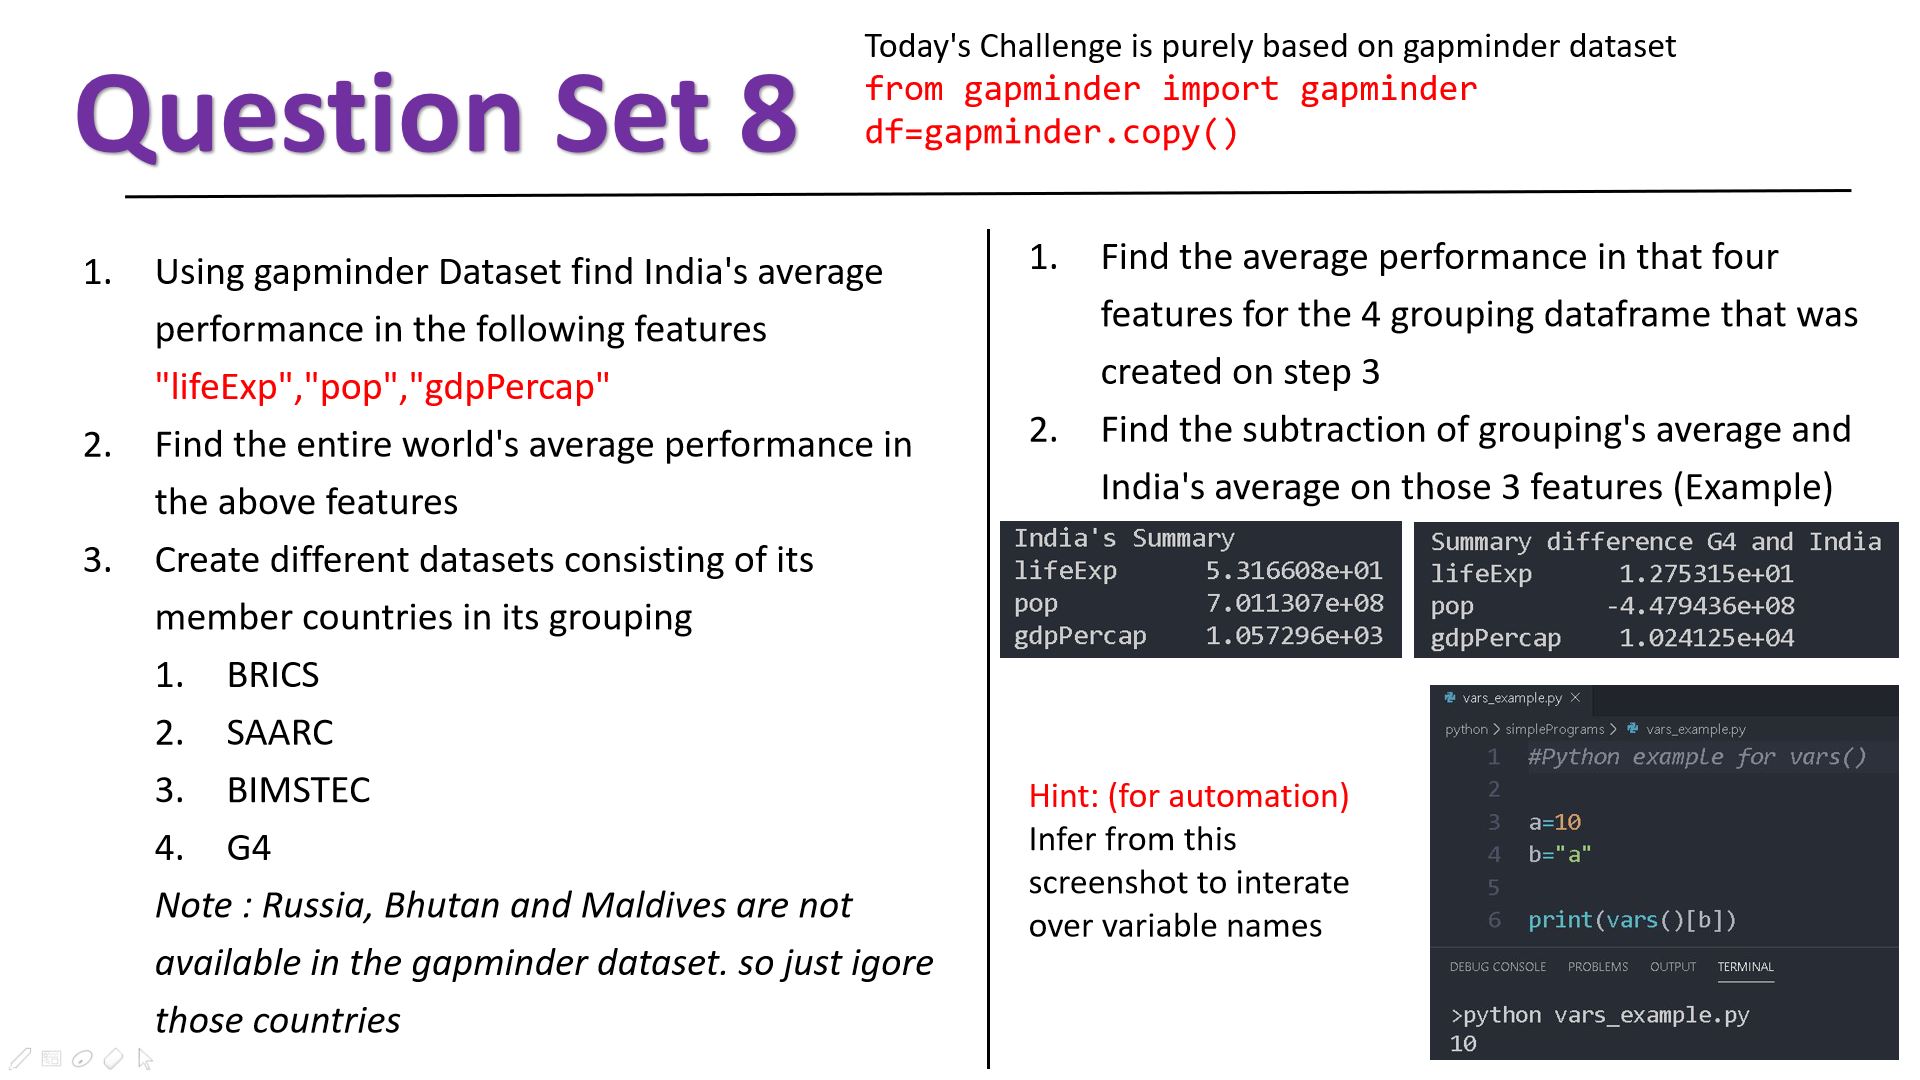 Question Set 8
Today's Challenge is purely based on gapminder dataset
from gapminder import gapminder
df=gapminder.copy()
1. Using gapminder Dataset find India's average
performance in the following features
"lifeExp","pop","gdpPercap"
2. Find the entire world's average performance in
the above features
3. Create different datasets consisting of its
member countries in its grouping
1. BRICS
2. SAARC
3. BIMSTEC
4. G4
Note : Russia, Bhutan and Maldives are not
available in the gapminder dataset. so just igore
those countries
1. Find the average performance in that four
features for the 4 grouping dataframe that was
created on step 3
2. Find the subtraction of grouping's average and
India's average on those 3 features (Example)
India's Summary
lifeExp 5.316608e+01
pop 7.011307e+08
gdpPercap 1.057296e+03
Summary difference G4 and India
lifeExp 1.275315e+01
pop -4.479436e+08
gdpPercap 1.024125e+04
Hint: (for automation)
Infer from this
screenshot to interate
over variable names
vars_example.py ×
python > simplePrograms > vars_example.py
1 #Python example for vars()
2
3 a=10
4 b="a"
5
6 print(vars()[b])
DEBUG CONSOLE PROBLEMS OUTPUT TERMINAL
>python vars_example.py
10